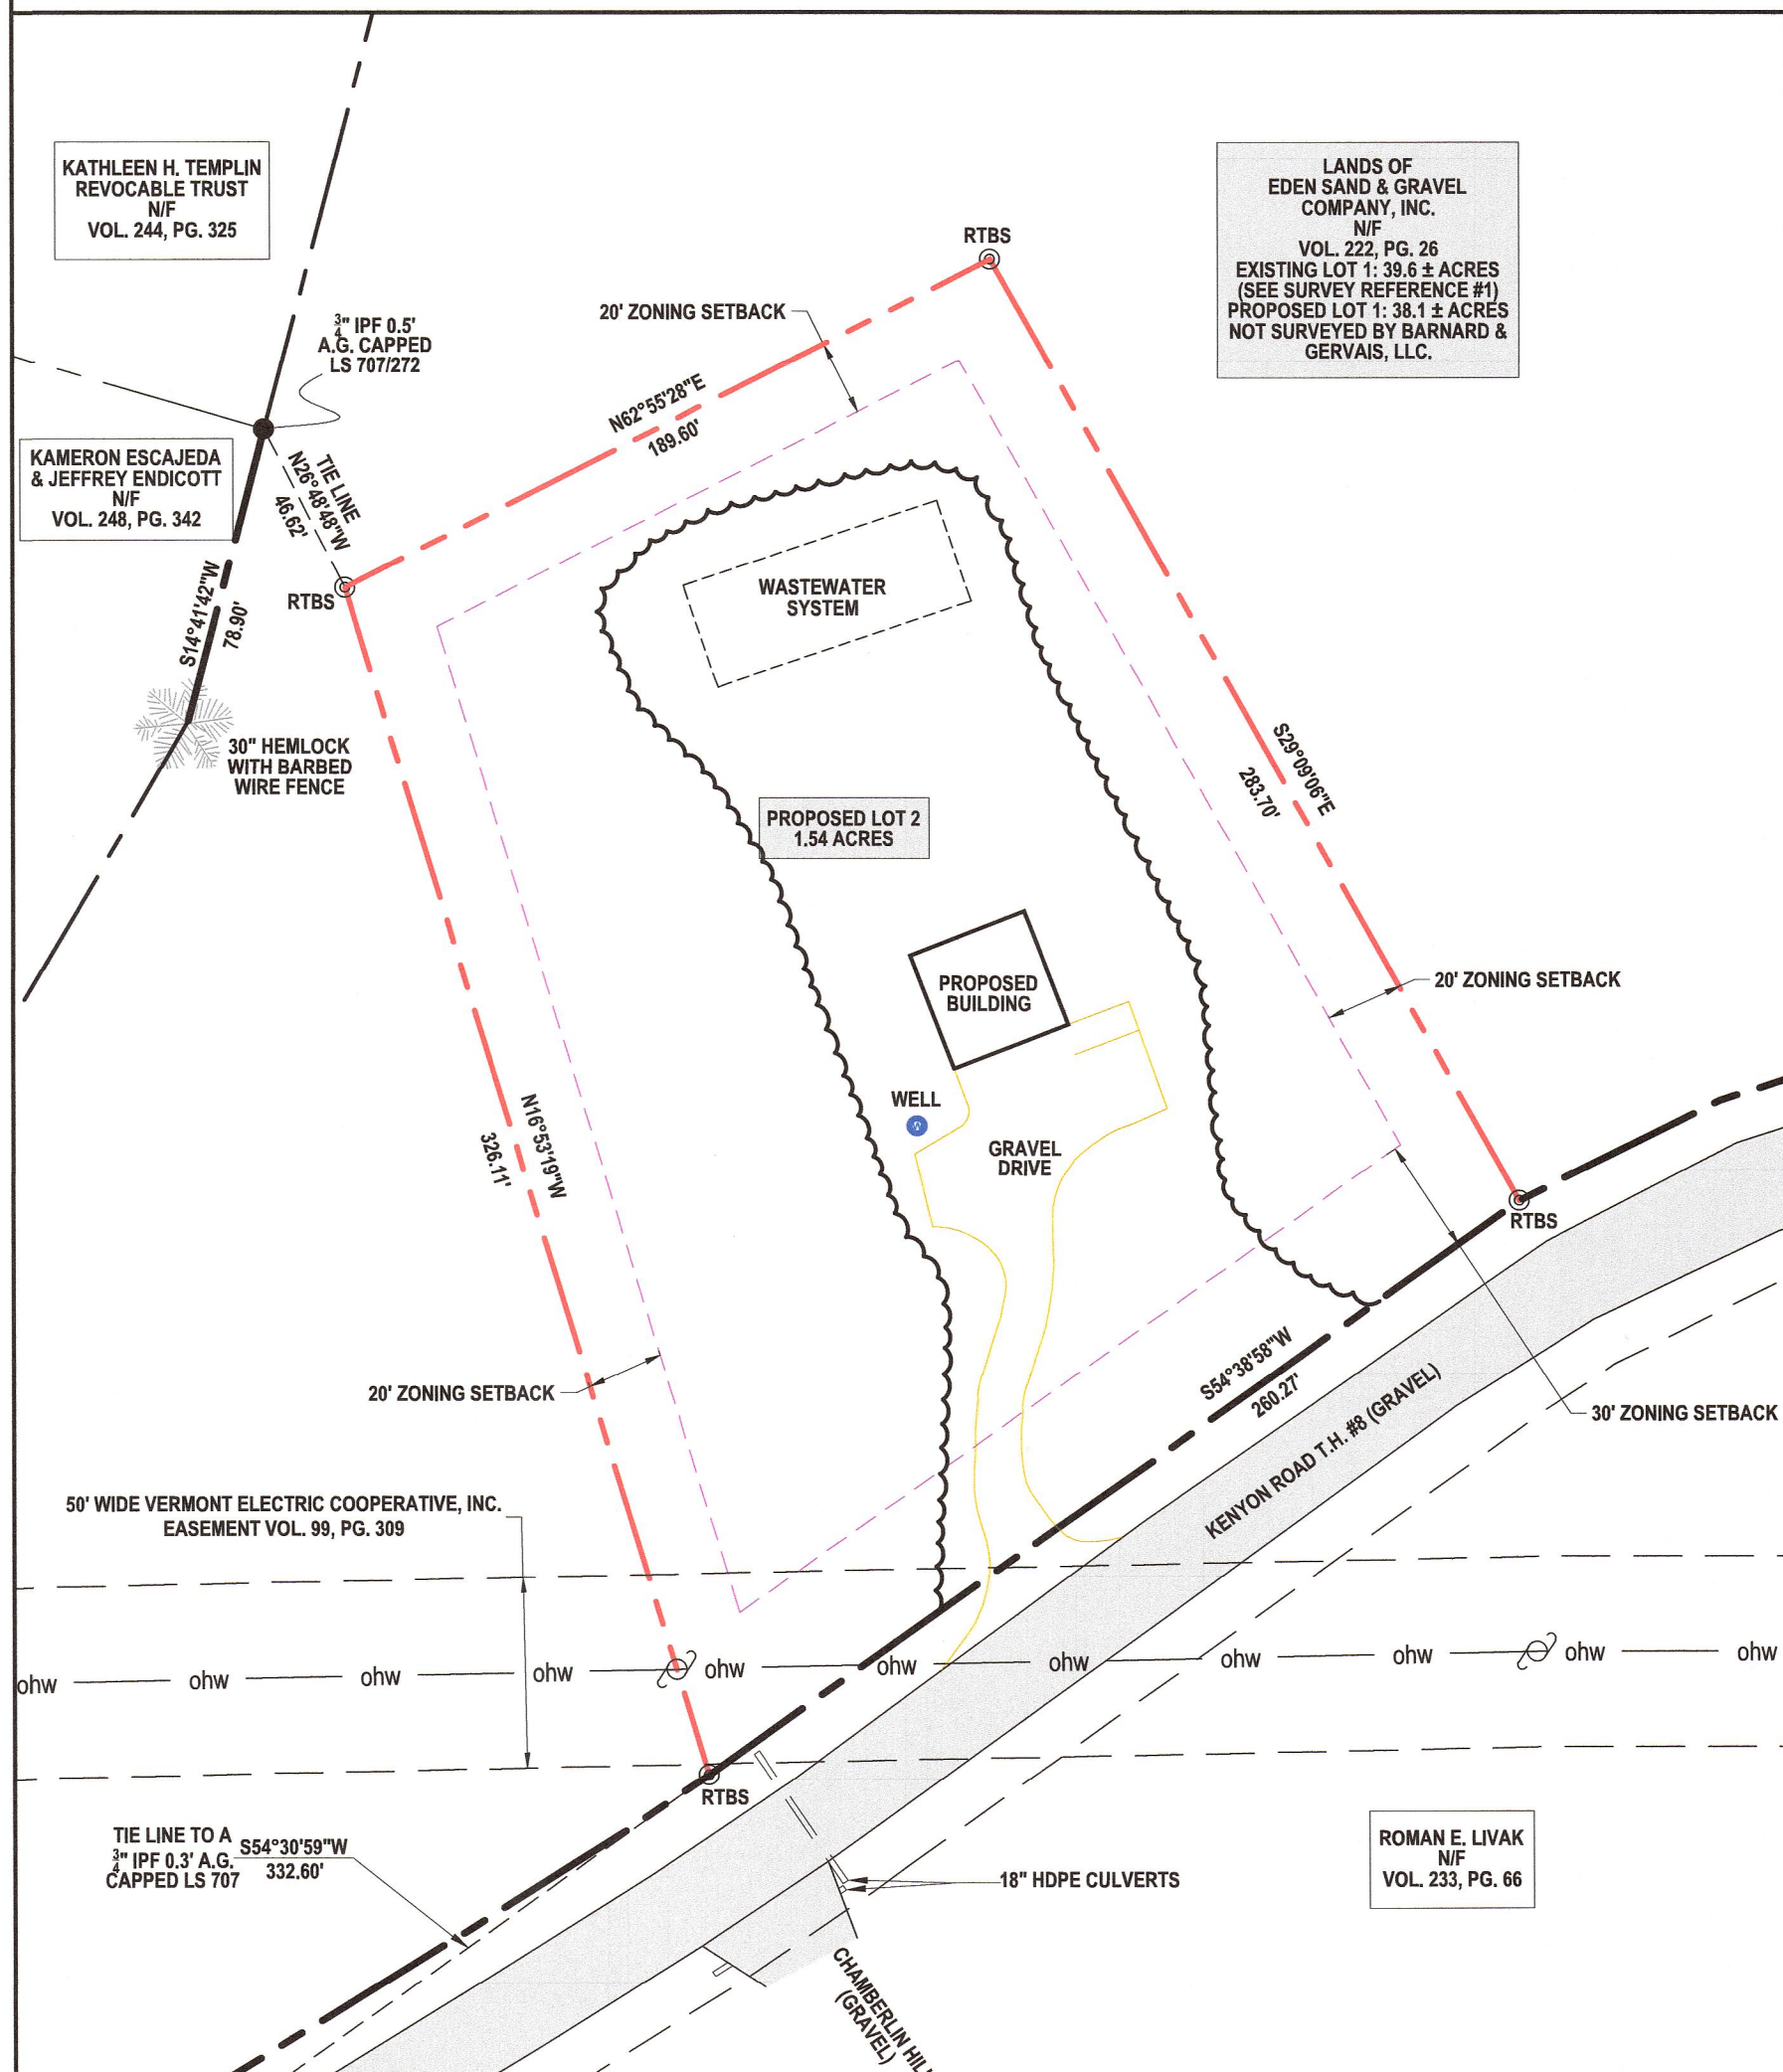 KATHLEEN H. TEMPLIN
REVOCABLE TRUST
N/F
VOL. 244, PG. 325
LANDS OF
EDEN SAND & GRAVEL
COMPANY, INC.
N/F
VOL. 222, PG. 26
EXISTING LOT 1: 39.6 ± ACRES
(SEE SURVEY REFERENCE #1)
PROPOSED LOT 1: 38.1 ± ACRES
NOT SURVEYED BY BARNARD &
GERVAIS, LLC.
RTBS
20' ZONING SETBACK
3/4" IPF 0.5'
A.G. CAPPED
LS 707/272
N62°55'28"E
189.60'
KAMERON ESCAJEDA
& JEFFREY ENDICOTT
N/F
VOL. 248, PG. 342
TIE LINE
N26°48'48"W
46.62'
RTBS
S14°41'42"W
78.90'
WASTEWATER
SYSTEM
30" HEMLOCK
WITH BARBED
WIRE FENCE
S29°09'06"E
283.70'
PROPOSED LOT 2
1.54 ACRES
PROPOSED
BUILDING
20' ZONING SETBACK
WELL
GRAVEL
DRIVE
N16°53'19"W
326.11'
RTBS
20' ZONING SETBACK
S54°38'58"W
260.27'
30' ZONING SETBACK
KENYON ROAD T.H. #8 (GRAVEL)
50' WIDE VERMONT ELECTRIC COOPERATIVE, INC.
EASEMENT VOL. 99, PG. 309
ohw ohw ohw ohw ohw ohw ohw ohw ohw ohw ohw
RTBS
TIE LINE TO A
3/4" IPF 0.3' A.G.
CAPPED LS 707
S54°30'59"W
332.60'
18" HDPE CULVERTS
ROMAN E. LIVAK
N/F
VOL. 233, PG. 66
CHAMBERLIN HILL
(GRAVEL)